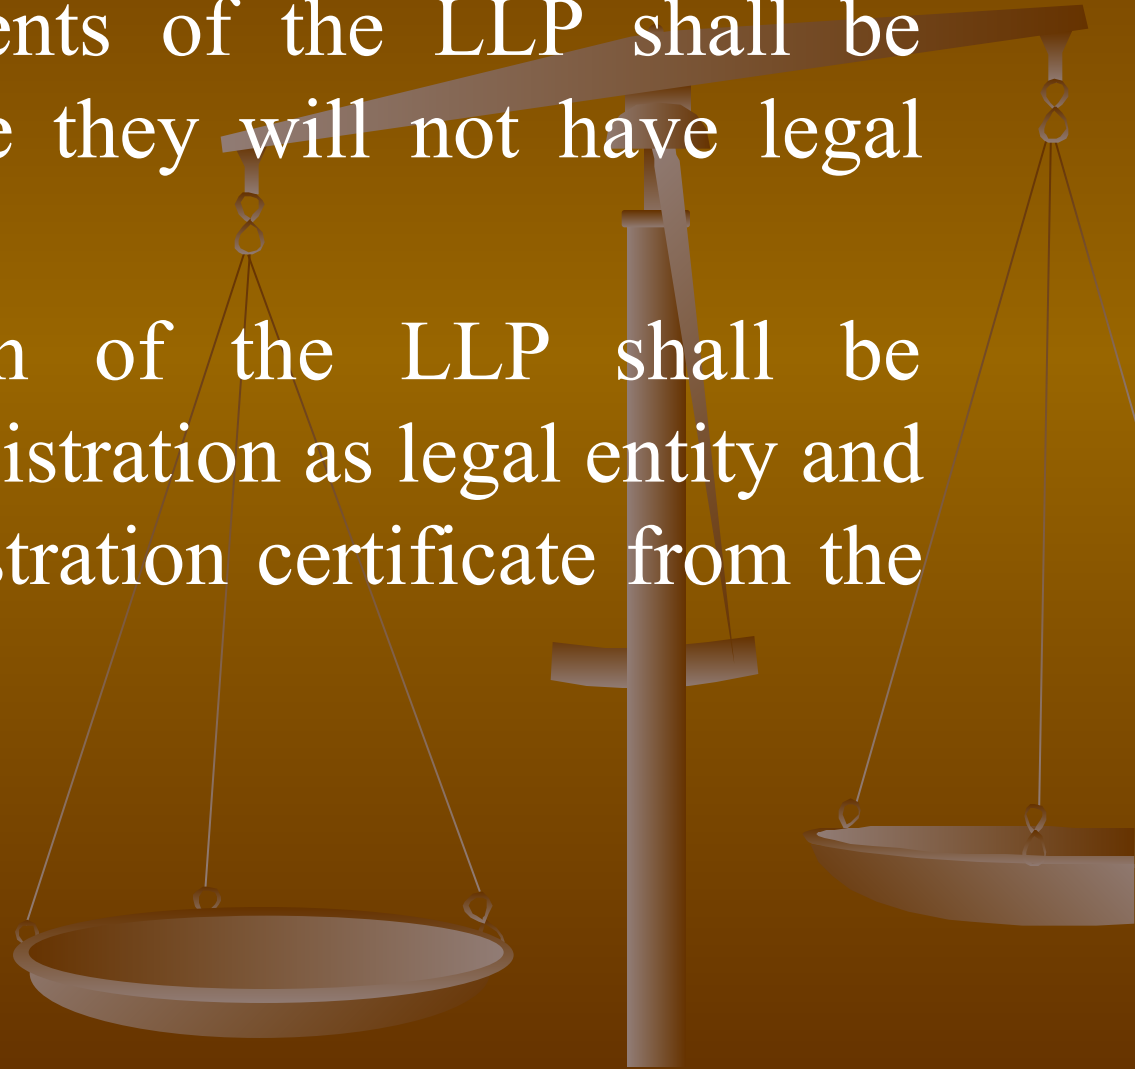 ents of the LLP shall be
e they will not have legal
n of the LLP shall be
istration as legal entity and
stration certificate from the